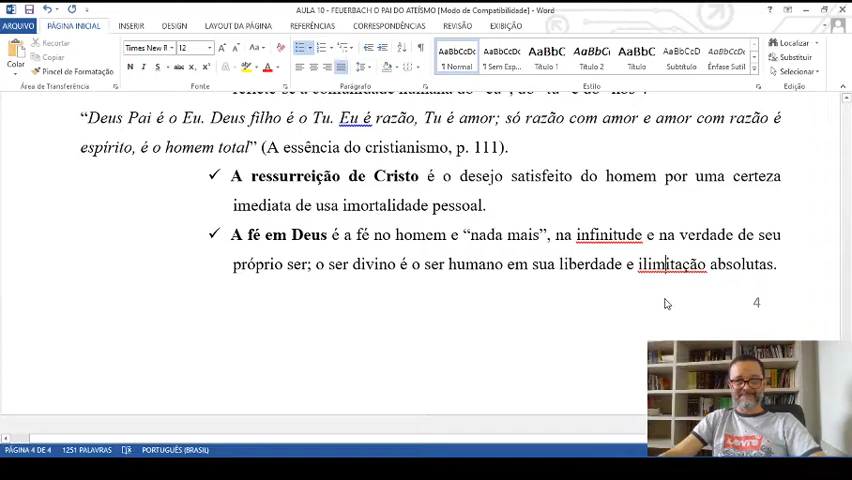 AULA 10 - FEUERBACH O PAI DO ATEÍSMO [Modo de Compatibilidade] - Word
ARQUIVO PÁGINA INICIAL INSERIR DESIGN LAYOUT DA PÁGINA REFERÊNCIAS CORRESPONDÊNCIAS REVISÃO EXIBIÇÃO
Colar
Recortar
Copiar
Pincel de Formatação
Área de Transferência
Times New R 12
N I S
Fonte
Parágrafo
AaBbCcDc AaBbCcDc AaBbC AaBbCc AaBbC AaBbCcD AaBbCcDc
¶ Normal ¶ Sem Esp... Título 1 Título 2 Título Subtítulo Ênfase Sutil
Estilo
Localizar
Substituir
Selecionar
Edição
“Deus Pai é o Eu. Deus filho é o Tu. Eu é razão, Tu é amor; só razão com amor e amor com razão é
espírito, é o homem total” (A essência do cristianismo, p. 111).
✓ A ressurreição de Cristo é o desejo satisfeito do homem por uma certeza
imediata de usa imortalidade pessoal.
✓ A fé em Deus é a fé no homem e “nada mais”, na infinitude e na verdade de seu
próprio ser; o ser divino é o ser humano em sua liberdade e ilimitação absolutas.
4
PÁGINA 4 DE 4 1251 PALAVRAS PORTUGUÊS (BRASIL)